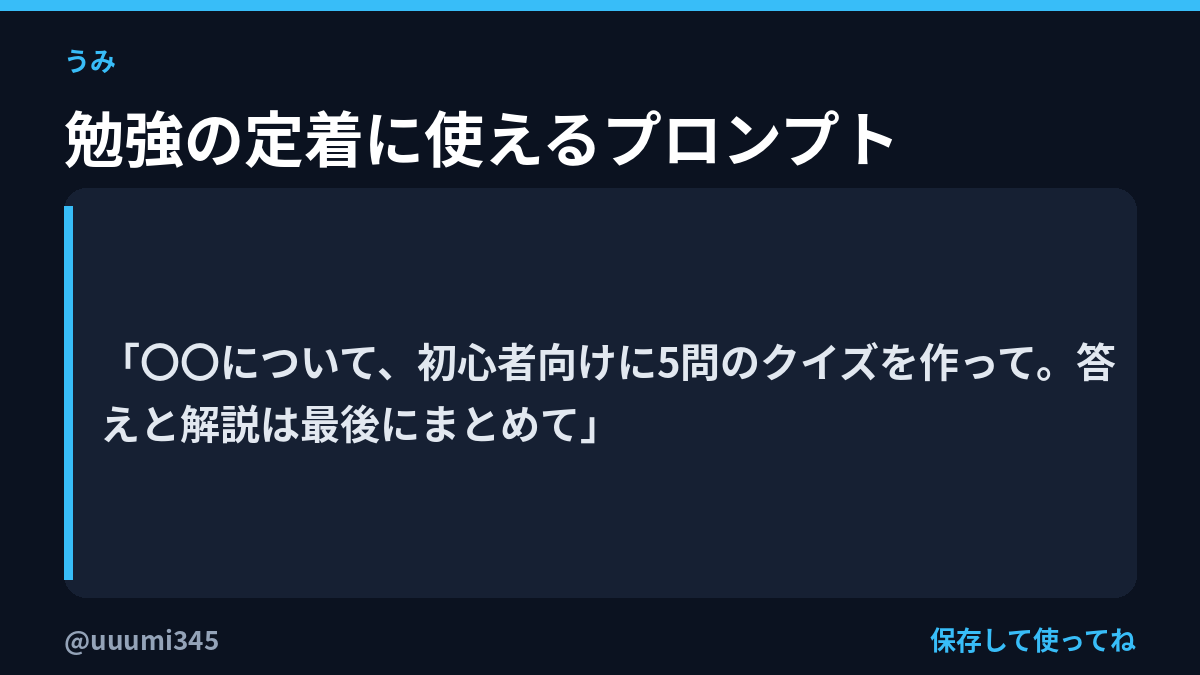 うみ
勉強の定着に使えるプロンプト
「〇〇について、初心者向けに5問のクイズを作って。答
えと解説は最後にまとめて」
@uuumi345
保存して使ってね